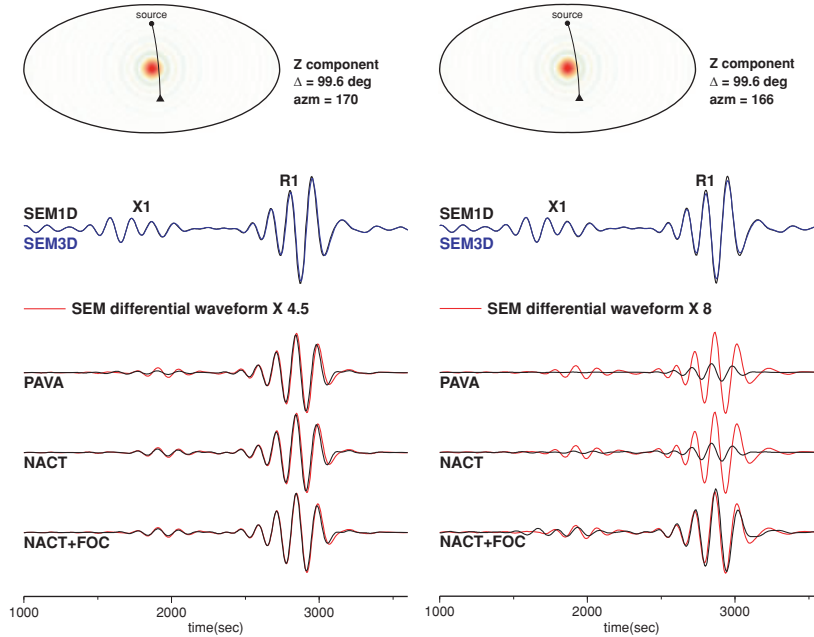 source
Z component
Δ = 99.6 deg
azm = 170
R1
X1
SEM1D
SEM3D
SEM differential waveform X 4.5
PAVA
NACT
NACT+FOC
1000
2000
3000
time(sec)
source
Z component
Δ = 99.6 deg
azm = 166
R1
X1
SEM1D
SEM3D
SEM differential waveform X 8
PAVA
NACT
NACT+FOC
1000
2000
3000
time(sec)